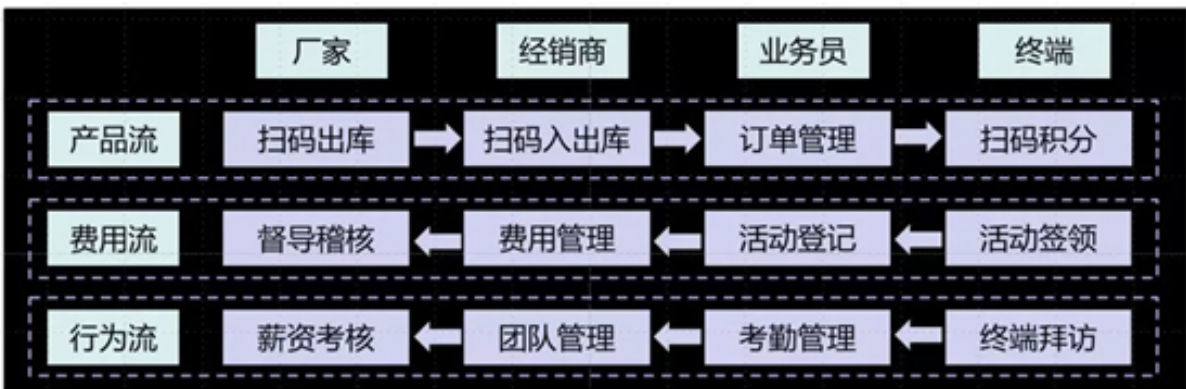 厂家 经销商 业务员 终端
产品流 扫码出库 扫码入出库 订单管理 扫码积分
费用流 督导稽核 费用管理 活动登记 活动签领
行为流 薪资考核 团队管理 考勤管理 终端拜访